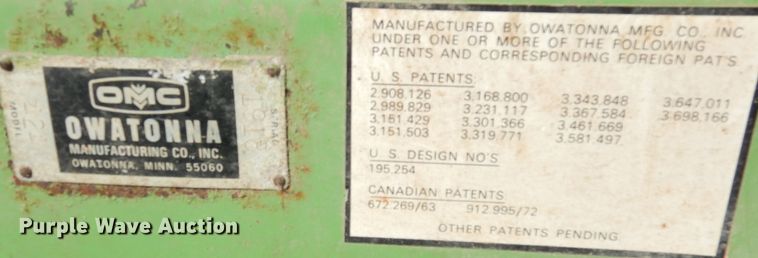 OMC
OWATONNA
MANUFACTURING CO., INC.
OWATONNA, MINN. 55060
MODEL
MANUFACTURED BY OWATONNA MFG. CO., INC.
UNDER ONE OR MORE OF THE FOLLOWING
PATENTS AND CORRESPONDING FOREIGN PAT'S
U. S. PATENTS:
2.908.126 3.168.800 3.343.848 3.647.011
2.989.829 3.231.117 3.367.584 3.698.166
3.151.429 3.301.366 3.461.669
3.151.503 3.319.771 3.581.497
U. S. DESIGN NO'S
195.254
CANADIAN PATENTS
672.269/63 912.995/72
OTHER PATENTS PENDING
Purple Wave Auction